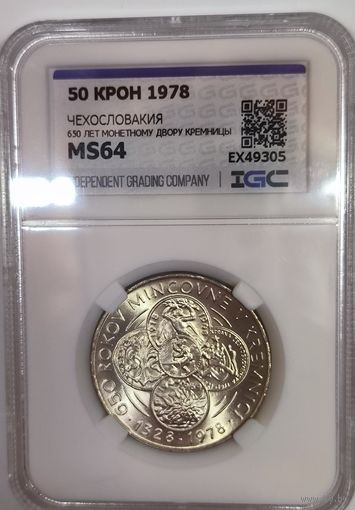 50 КРОН 1978
ЧЕХОСЛОВАКИЯ
650 ЛЕТ МОНЕТНОМУ ДВОРУ КРЕМНИЦЫ
MS64
EX49305
NDEPENDENT GRADING COMPANY | IGC
650 ROKOV MINCOVNE V KREMNICI
·1328·1978·